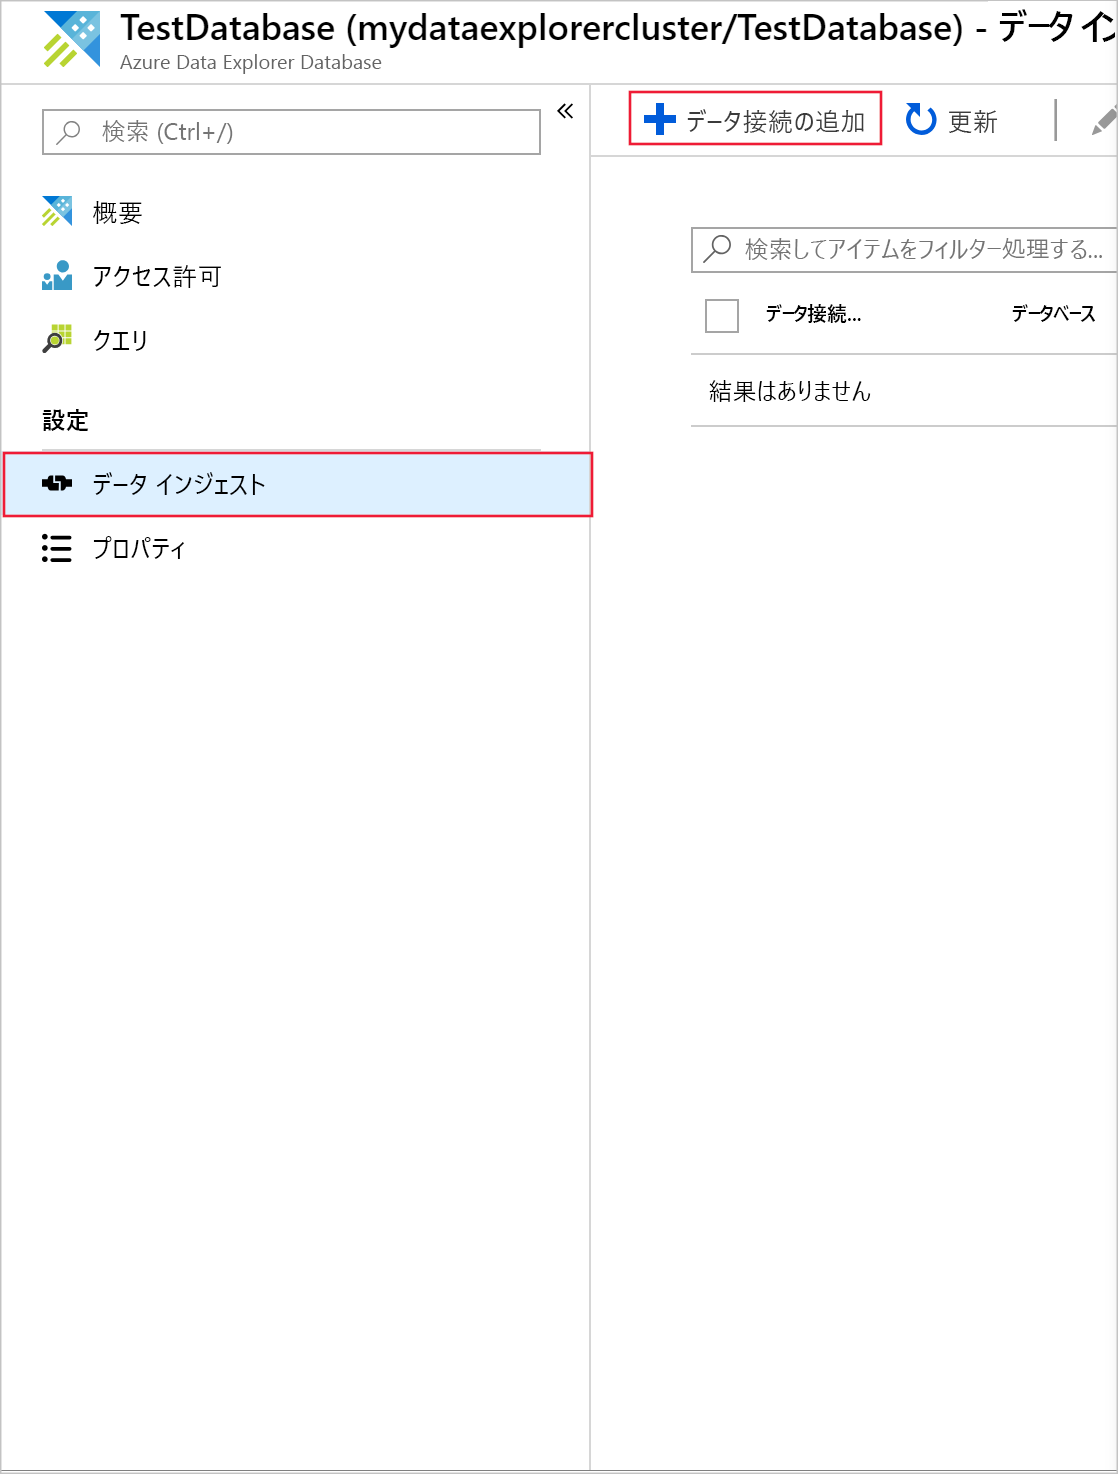 TestDatabase (mydataexplorercluster/TestDatabase) - データ イン
Azure Data Explorer Database
検索 (Ctrl+/)
概要
アクセス許可
クエリ
設定
データ インジェスト
プロパティ
データ接続の追加
更新
検索してアイテムをフィルター処理する...
データ接続... データベース
結果はありません